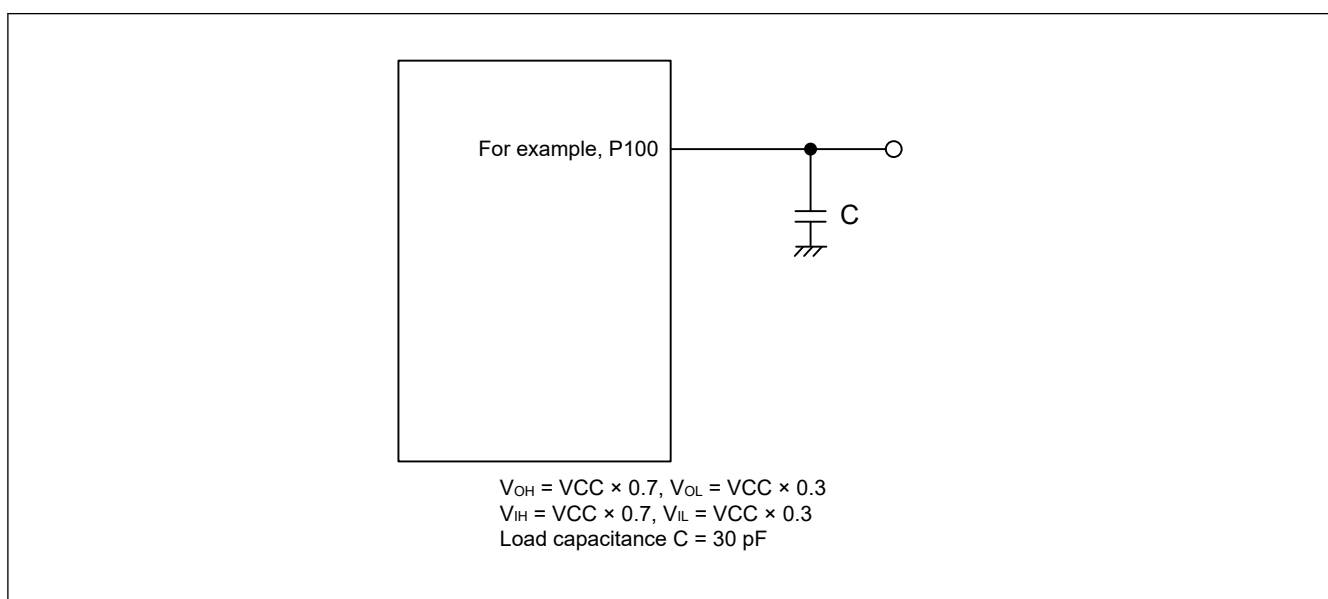 For example, P100
C
VOH = VCC × 0.7, VOL = VCC × 0.3
VIH = VCC × 0.7, VIL = VCC × 0.3
Load capacitance C = 30 pF